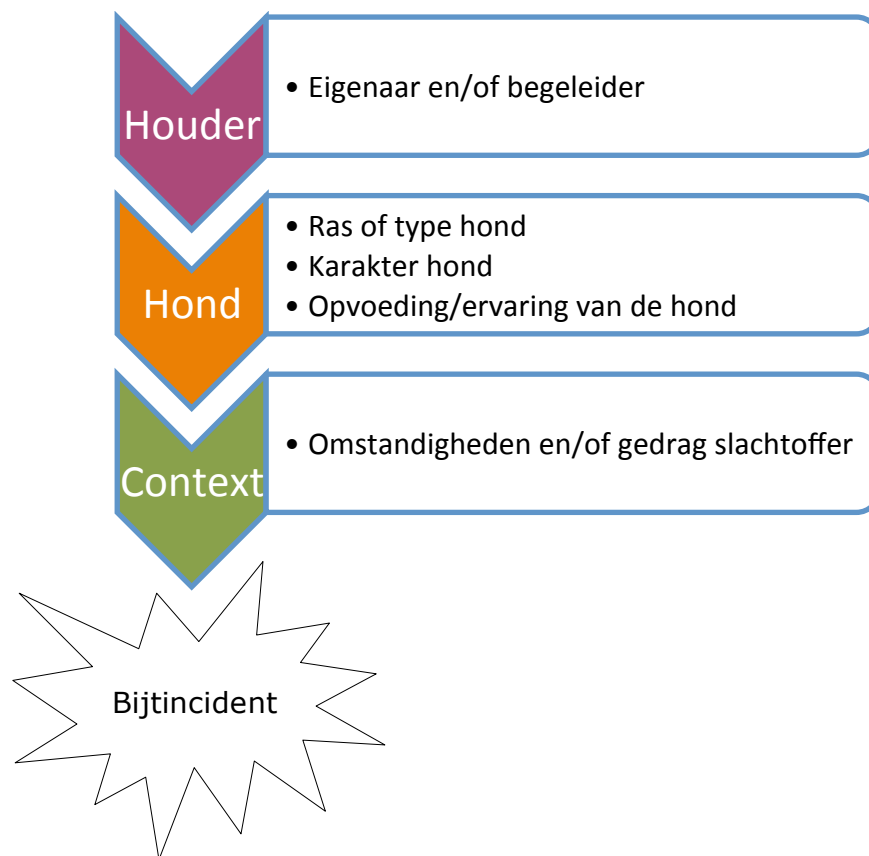 Houder
• Eigenaar en/of begeleider
Hond
• Ras of type hond
• Karakter hond
• Opvoeding/ervaring van de hond
Context
• Omstandigheden en/of gedrag slachtoffer
Bijtincident